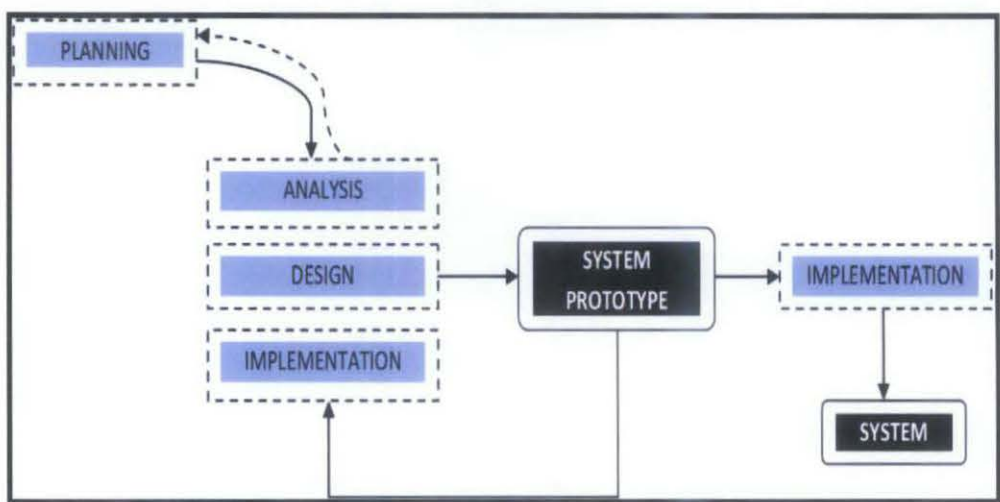 PLANNING
ANALYSIS
DESIGN
IMPLEMENTATION
SYSTEM
PROTOTYPE
IMPLEMENTATION
SYSTEM